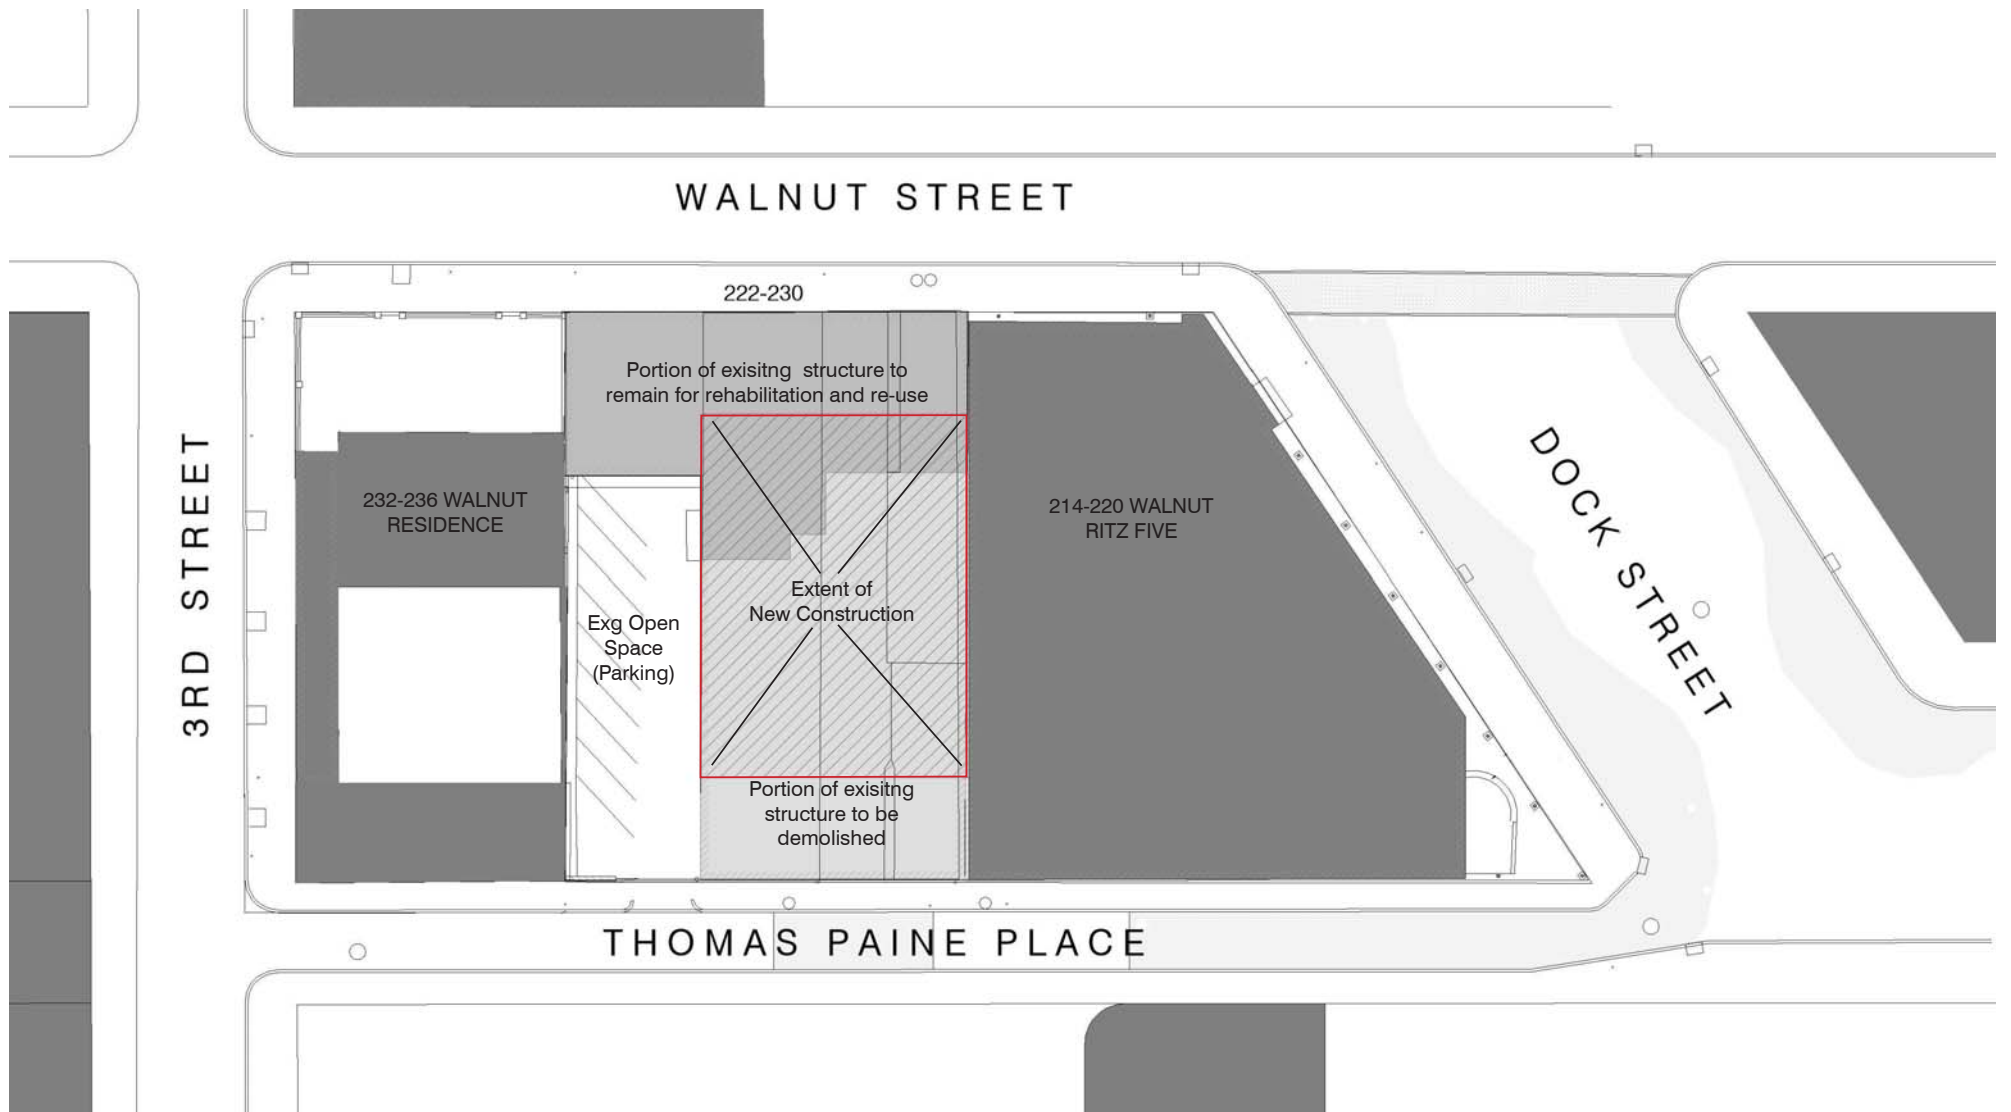 WALNUT STREET
222-230
Portion of exisitng structure to
remain for rehabilitation and re-use
232-236 WALNUT
RESIDENCE
214-220 WALNUT
RITZ FIVE
3RD STREET
DOCK STREET
Extent of
New Construction
Exg Open
Space
(Parking)
Portion of exisitng
structure to be
demolished
THOMAS PAINE PLACE